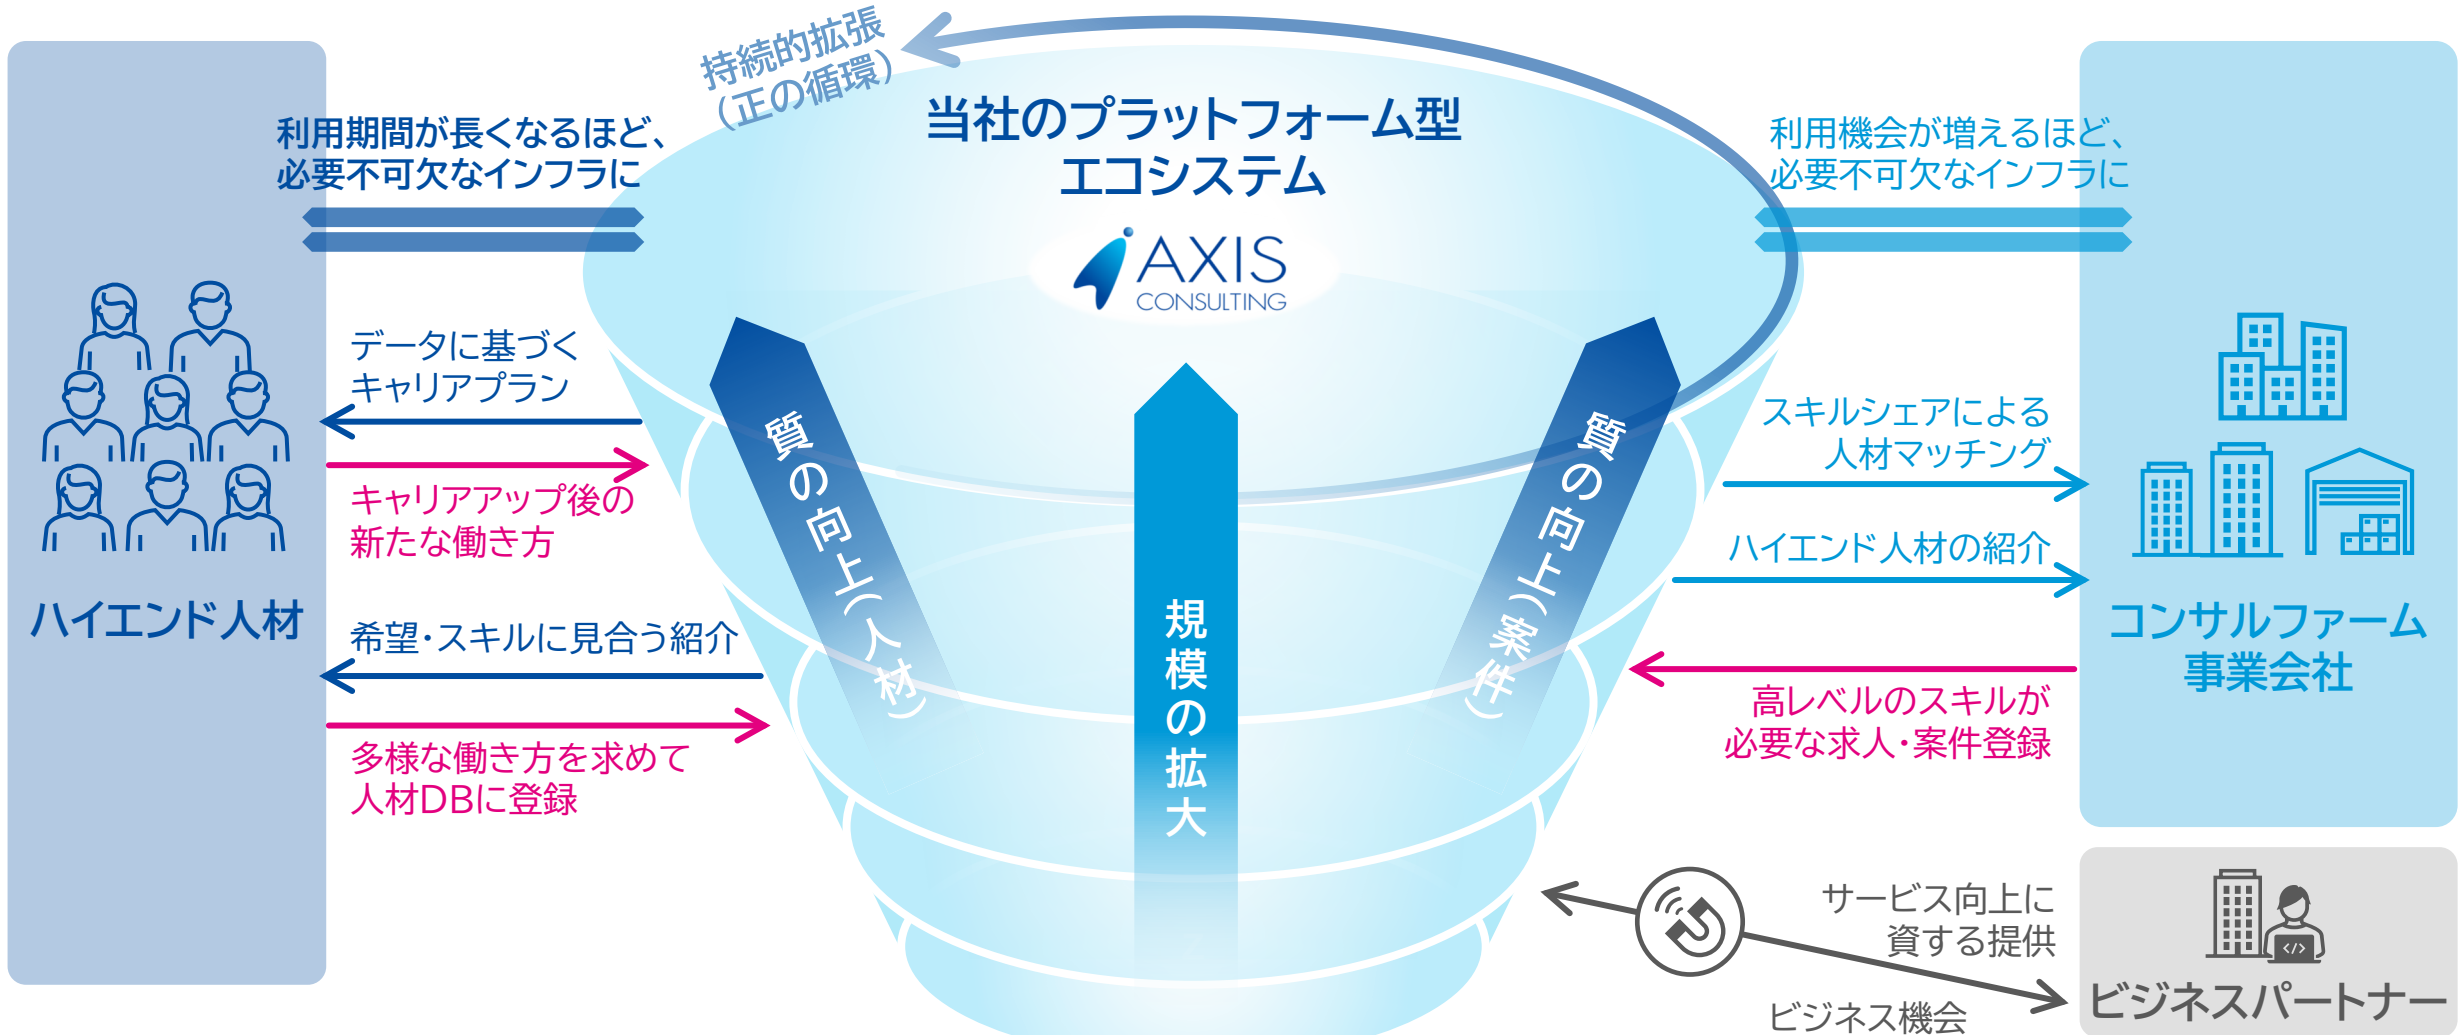 持続的拡張
（正の循環）
当社のプラットフォーム型
エコシステム
AXIS
CONSULTING
利用期間が長くなるほど、
必要不可欠なインフラに
データに基づく
キャリアプラン
キャリアアップ後の
新たな働き方
ハイエンド人材
希望・スキルに見合う紹介
多様な働き方を求めて
人材DBに登録
質の向上（人材）
規模の拡大
質の向上（案件）
利用機会が増えるほど、
必要不可欠なインフラに
スキルシェアによる
人材マッチング
ハイエンド人材の紹介
コンサルファーム
事業会社
高レベルのスキルが
必要な求人・案件登録
サービス向上に
資する提供
ビジネス機会
ビジネスパートナー